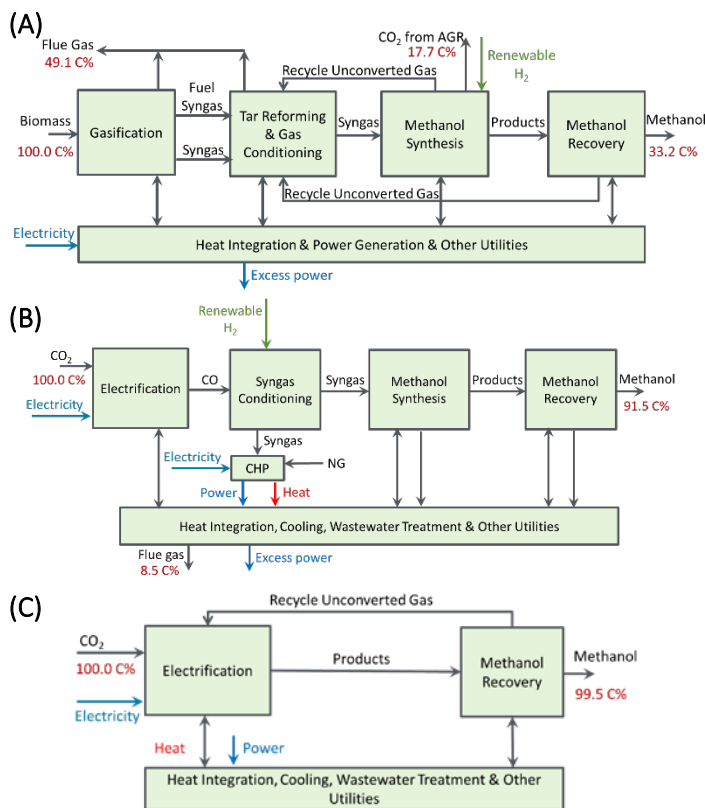 (A)
Flue Gas
49.1 C%
CO2 from AGR
17.7 C%
Renewable
H2
Recycle Unconverted Gas
Biomass
100.0 C%
Gasification
Fuel
Syngas
Syngas
Tar Reforming
& Gas
Conditioning
Syngas
Methanol
Synthesis
Products
Methanol
Recovery
Methanol
33.2 C%
Recycle Unconverted Gas
Electricity
Heat Integration & Power Generation & Other Utilities
Excess power
(B)
Renewable
H2
CO2
100.0 C%
Electricity
Electrification
CO
Syngas
Conditioning
Syngas
Methanol
Synthesis
Products
Methanol
Recovery
Methanol
91.5 C%
Syngas
Electricity
CHP
NG
Power
Heat
Heat Integration, Cooling, Wastewater Treatment & Other Utilities
Flue gas
8.5 C%
Excess power
(C)
Recycle Unconverted Gas
CO2
100.0 C%
Electricity
Electrification
Products
Methanol
Recovery
Methanol
99.5 C%
Heat
Power
Heat Integration, Cooling, Wastewater Treatment & Other
Utilities